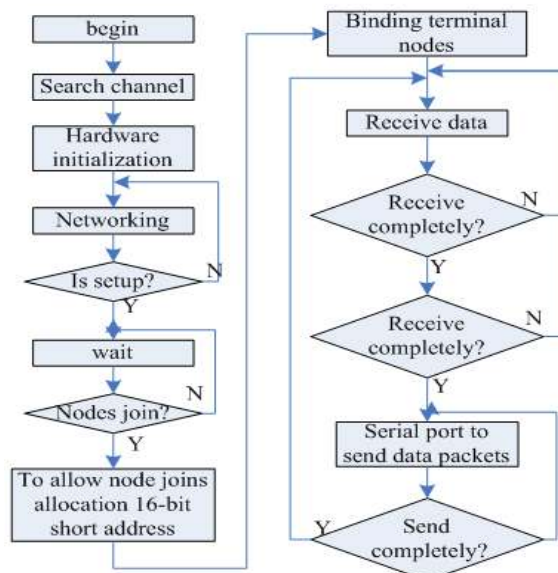 begin
Search channel
Hardware
initialization
Networking
Is setup?
N
Y
wait
Nodes join?
N
Y
To allow node joins
allocation 16-bit
short address
Binding terminal
nodes
Receive data
Receive
completely?
N
Y
Receive
completely?
N
Y
Serial port to
send data packets
Send
completely?
Y